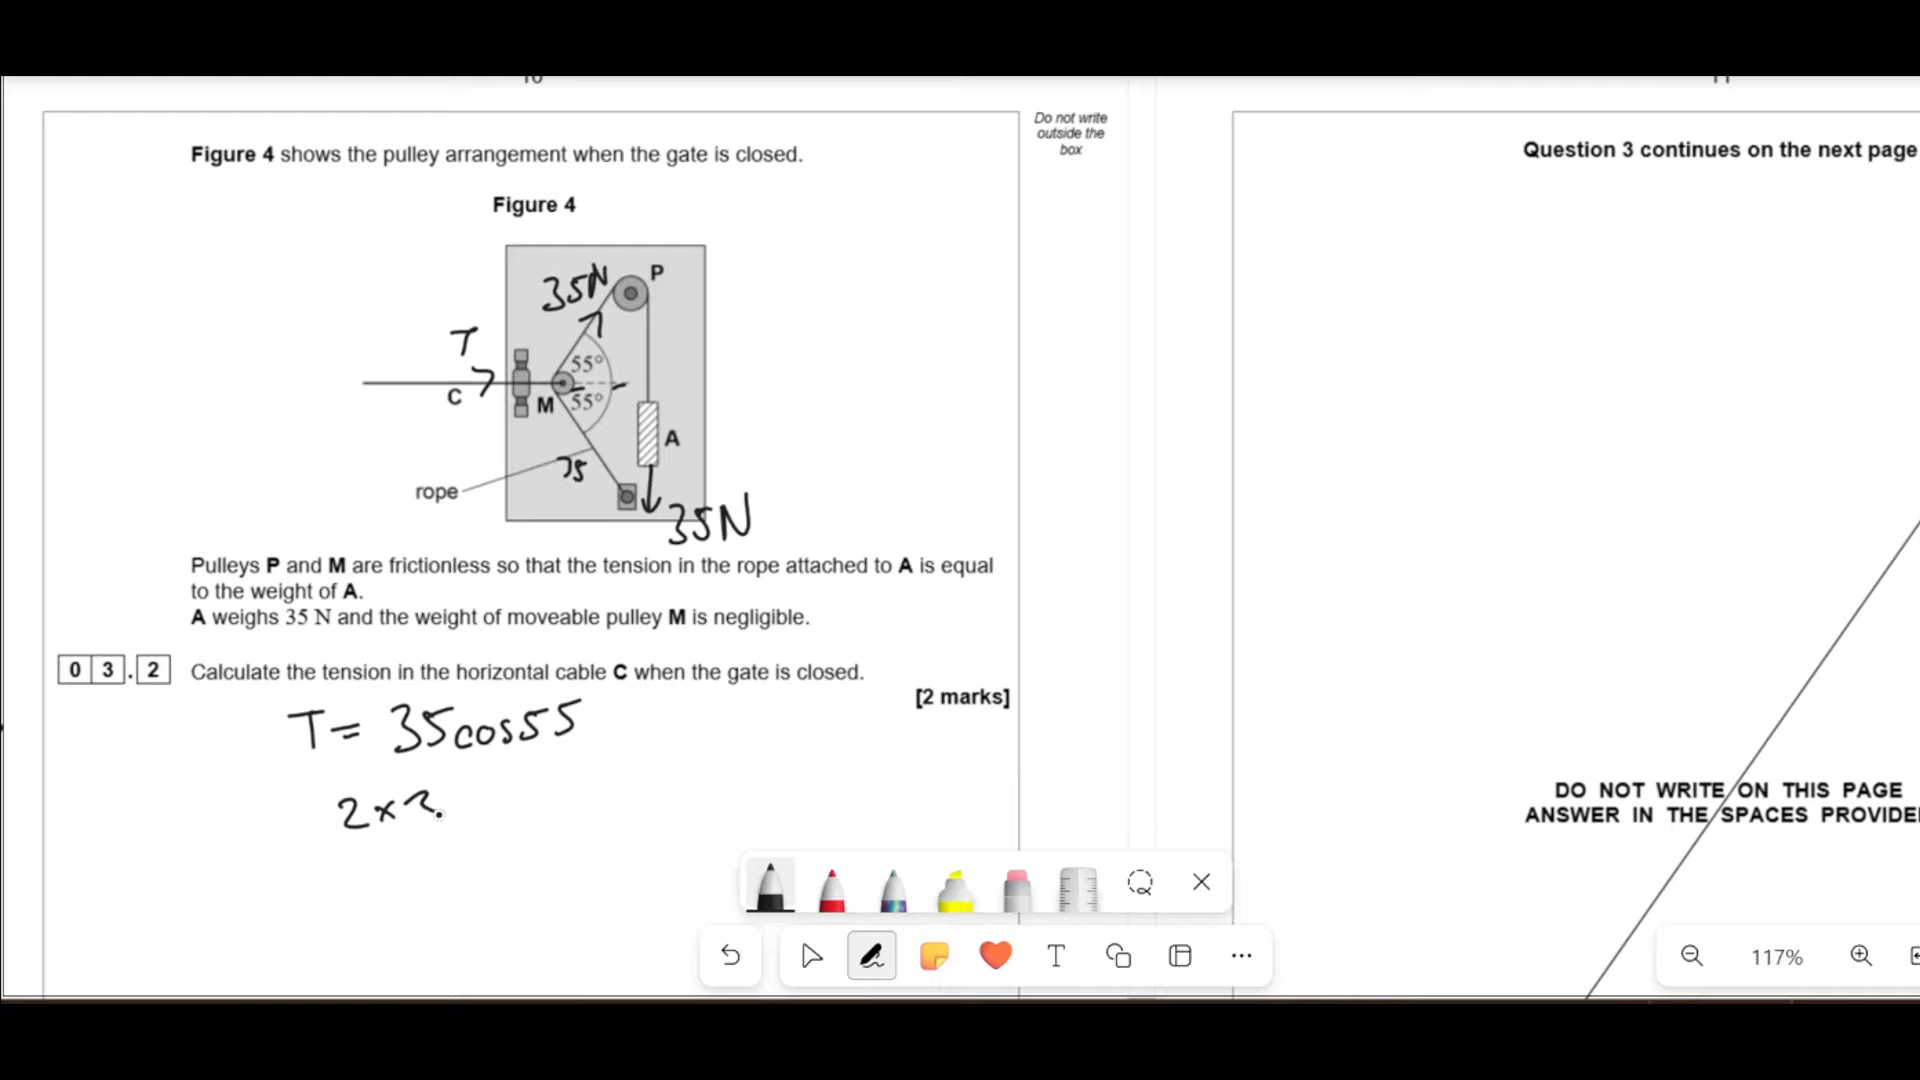 Do not write
outside the
box
Figure 4 shows the pulley arrangement when the gate is closed.
Question 3 continues on the next page
Figure 4
35N
P
T
55°
C
M
55°
A
35
rope
35N
Pulleys P and M are frictionless so that the tension in the rope attached to A is equal
to the weight of A.
A weighs 35 N and the weight of moveable pulley M is negligible.
0 3 . 2 Calculate the tension in the horizontal cable C when the gate is closed.
[2 marks]
T = 35cos55
2 × 3
DO NOT WRITE ON THIS PAGE
ANSWER IN THE SPACES PROVIDE
T
117%